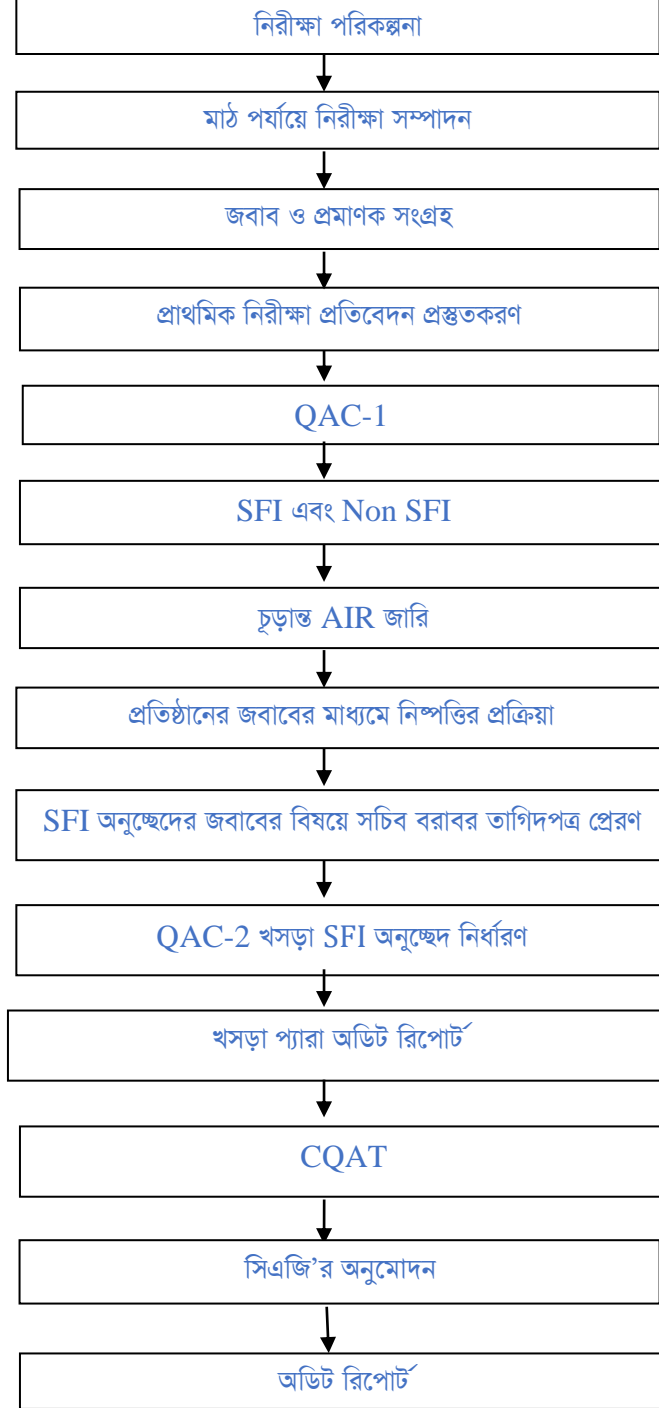 নিরীক্ষা পরিকল্পনা
মাঠ পর্যায়ে নিরীক্ষা সম্পাদন
জবাব ও প্রমাণক সংগ্রহ
প্রাথমিক নিরীক্ষা প্রতিবেদন প্রস্তুতকরণ
QAC-1
SFI এবং Non SFI
চূড়ান্ত AIR জারি
প্রতিষ্ঠানের জবাবের মাধ্যমে নিষ্পত্তির প্রক্রিয়া
SFI অনুচ্ছেদের জবাবের বিষয়ে সচিব বরাবর তাগিদপত্র প্রেরণ
QAC-2 খসড়া SFI অনুচ্ছেদ নির্ধারণ
খসড়া প্যারা অডিট রিপোর্ট
CQAT
সিএজি’র অনুমোদন
অডিট রিপোর্ট